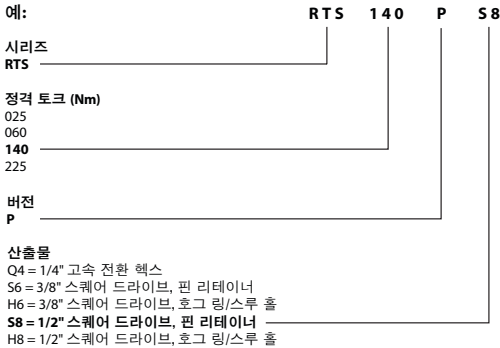 예: RTS 140 P S8
시리즈
RTS
정격 토크 (Nm)
025
060
140
225
버전
P
산출물
Q4 = 1/4" 고속 전환 헥스
S6 = 3/8" 스퀘어 드라이브, 핀 리테이너
H6 = 3/8" 스퀘어 드라이브, 호그 링/스루 홀
S8 = 1/2" 스퀘어 드라이브, 핀 리테이너
H8 = 1/2" 스퀘어 드라이브, 호그 링/스루 홀